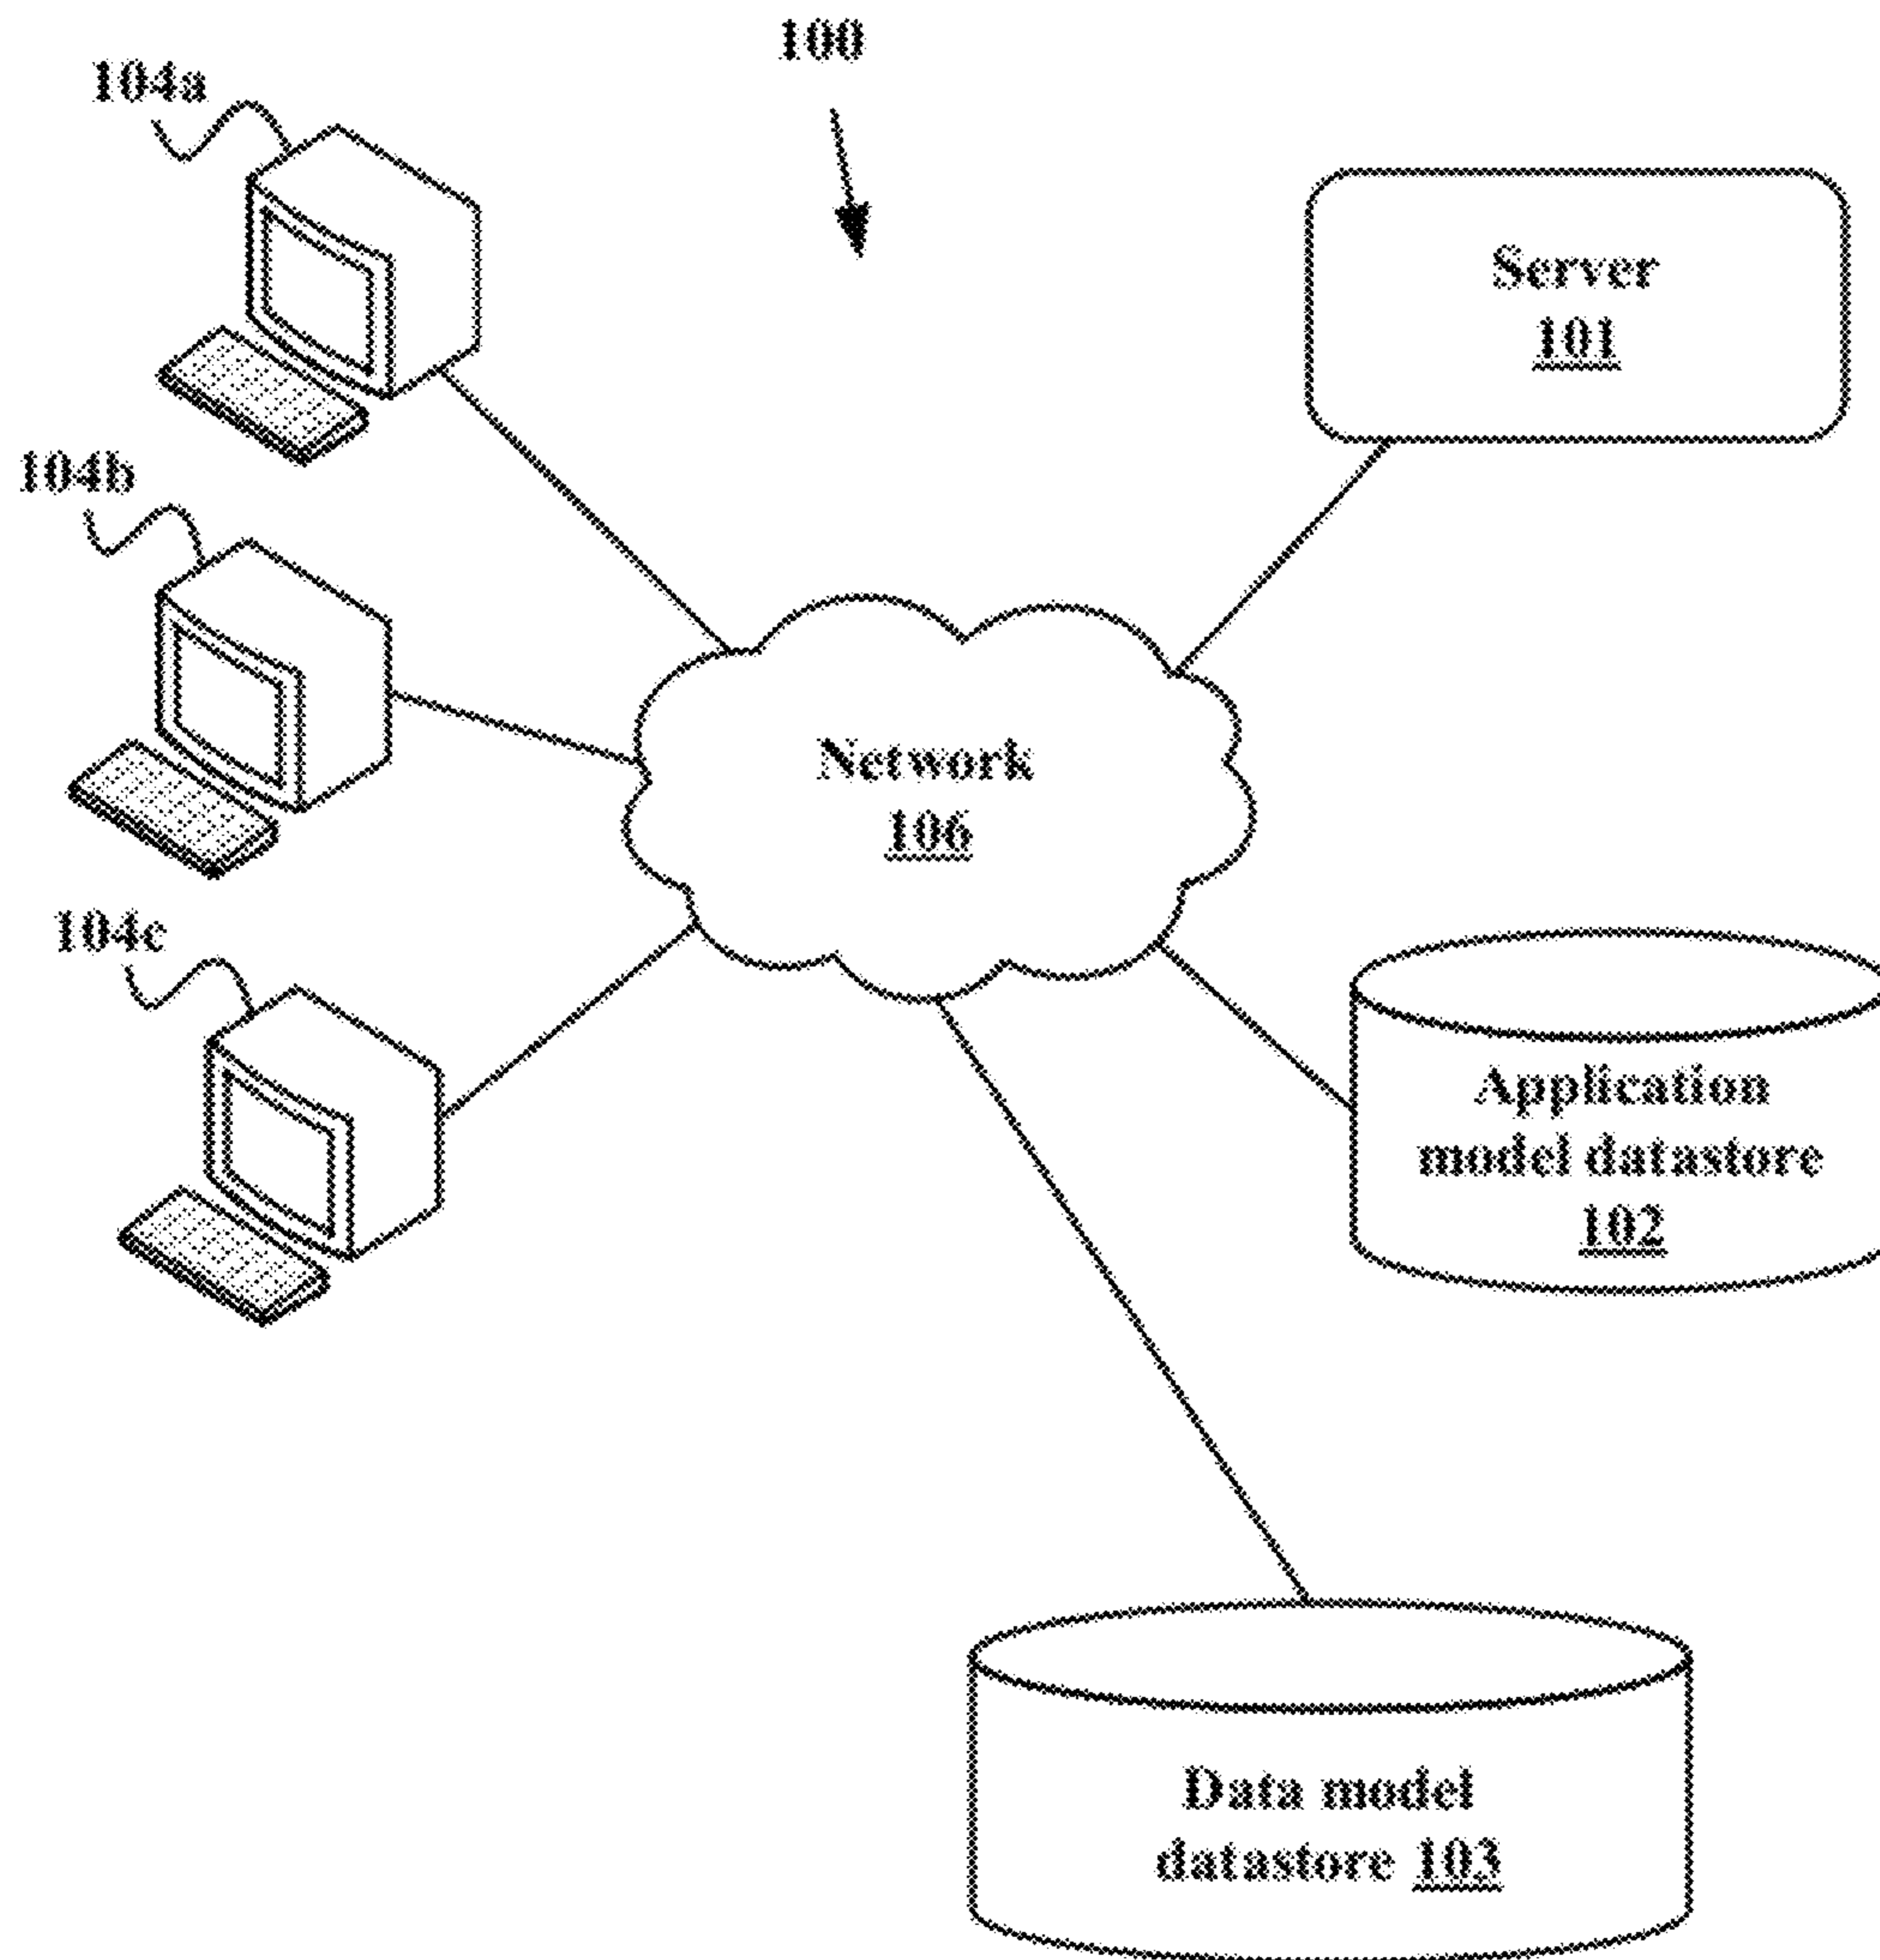 100
104a
Server
101
104b
Network
106
104c
Application
model datastore
102
Data model
datastore 103